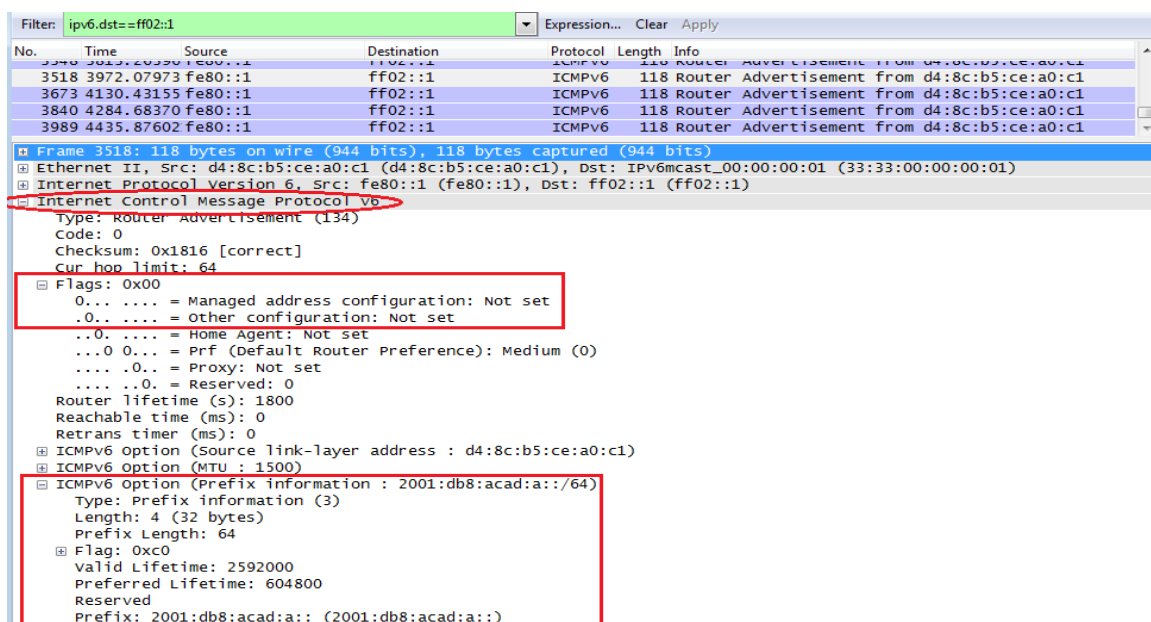 Filter: ipv6.dst==ff02::1 Expression... Clear Apply
No. Time Source Destination Protocol Length Info
3518 3972.07973 fe80::1 ff02::1 ICMPv6 118 Router Advertisement from d4:8c:b5:ce:a0:c1
3673 4130.43155 fe80::1 ff02::1 ICMPv6 118 Router Advertisement from d4:8c:b5:ce:a0:c1
3840 4284.68370 fe80::1 ff02::1 ICMPv6 118 Router Advertisement from d4:8c:b5:ce:a0:c1
3989 4435.87602 fe80::1 ff02::1 ICMPv6 118 Router Advertisement from d4:8c:b5:ce:a0:c1
Frame 3518: 118 bytes on wire (944 bits), 118 bytes captured (944 bits)
Ethernet II, Src: d4:8c:b5:ce:a0:c1 (d4:8c:b5:ce:a0:c1), Dst: IPv6mcast_00:00:00:01 (33:33:00:00:00:01)
Internet Protocol Version 6, Src: fe80::1 (fe80::1), Dst: ff02::1 (ff02::1)
Internet Control Message Protocol v6
Type: Router Advertisement (134)
Code: 0
Checksum: 0x1816 [correct]
Cur hop limit: 64
Flags: 0x00
0... .... = Managed address configuration: Not set
.0.. .... = Other configuration: Not set
..0. .... = Home Agent: Not set
...0 0... = Prf (Default Router Preference): Medium (0)
.... .0.. = Proxy: Not set
.... ..0. = Reserved: 0
Router lifetime (s): 1800
Reachable time (ms): 0
Retrans timer (ms): 0
ICMPv6 Option (Source link-layer address : d4:8c:b5:ce:a0:c1)
ICMPv6 Option (MTU : 1500)
ICMPv6 Option (Prefix information : 2001:db8:acad:a::/64)
Type: Prefix information (3)
Length: 4 (32 bytes)
Prefix Length: 64
Flag: 0xc0
Valid Lifetime: 2592000
Preferred Lifetime: 604800
Reserved
Prefix: 2001:db8:acad:a:: (2001:db8:acad:a::)